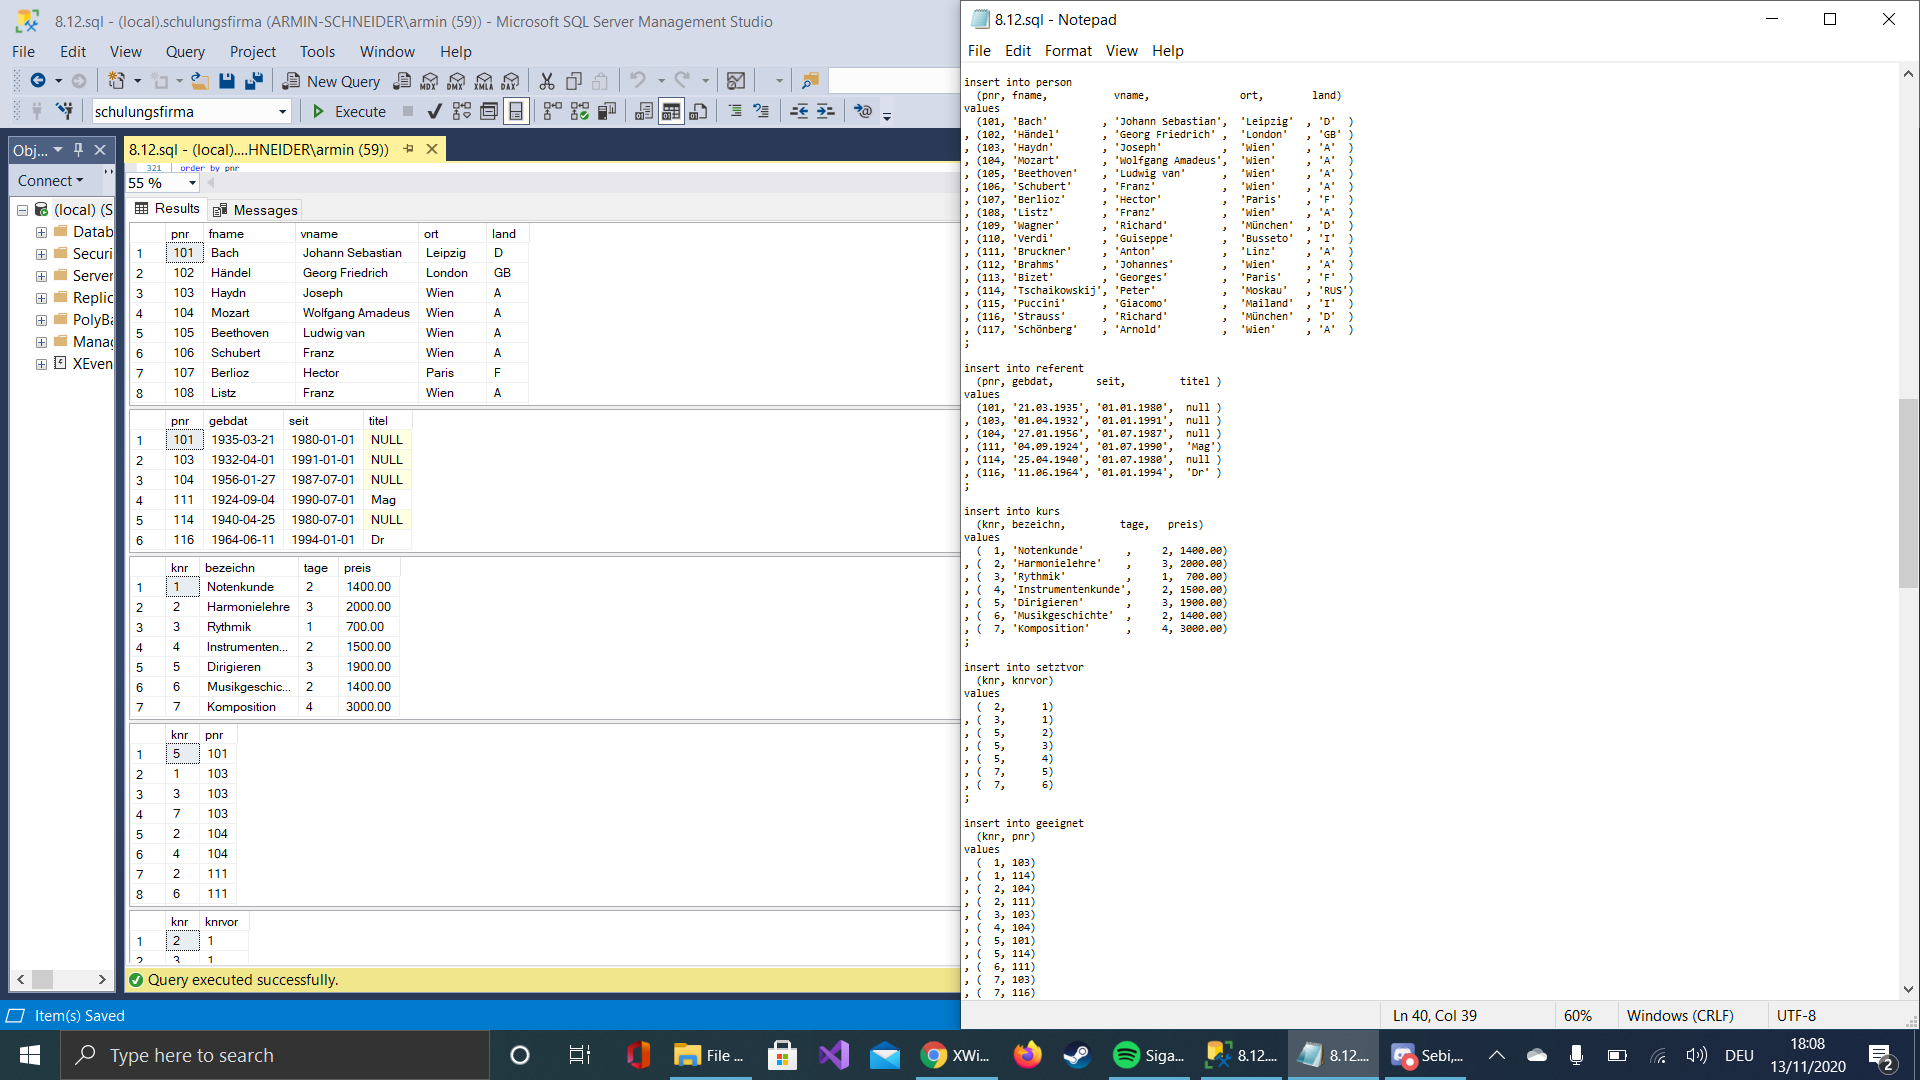 8.12.sql - (local).schulungsfirma (ARMIN-SCHNEIDER\armin (59)) - Microsoft SQL Server Management Studio
File Edit View Query Project Tools Window Help
New Query
MDX DMX XMLA DAX
schulungsfirma Execute
Obj...
8.12.sql - (local)....HNEIDER\armin (59))
Connect
321 order by pnr
55 %
Results Messages
(local) (S
Datab
Securi
Server
Replic
PolyBa
Manag
XEven
pnr fname vname ort land
1 101 Bach Johann Sebastian Leipzig D
2 102 Händel Georg Friedrich London GB
3 103 Haydn Joseph Wien A
4 104 Mozart Wolfgang Amadeus Wien A
5 105 Beethoven Ludwig van Wien A
6 106 Schubert Franz Wien A
7 107 Berlioz Hector Paris F
8 108 Listz Franz Wien A
pnr gebdat seit titel
1 101 1935-03-21 1980-01-01 NULL
2 103 1932-04-01 1991-01-01 NULL
3 104 1956-01-27 1987-07-01 NULL
4 111 1924-09-04 1990-07-01 Mag
5 114 1940-04-25 1980-07-01 NULL
6 116 1964-06-11 1994-01-01 Dr
knr bezeichn tage preis
1 1 Notenkunde 2 1400.00
2 2 Harmonielehre 3 2000.00
3 3 Rythmik 1 700.00
4 4 Instrumenten... 2 1500.00
5 5 Dirigieren 3 1900.00
6 6 Musikgeschic... 2 1400.00
7 7 Komposition 4 3000.00
knr pnr
1 5 101
2 1 103
3 3 103
4 7 103
5 2 104
6 4 104
7 2 111
8 6 111
knr knrvor
1 2 1
2 3 1
Query executed successfully.
Item(s) Saved
8.12.sql - Notepad
File Edit Format View Help
insert into person
(pnr, fname, vname, ort, land)
values
(101, 'Bach' , 'Johann Sebastian', 'Leipzig' , 'D' )
, (102, 'Händel' , 'Georg Friedrich' , 'London' , 'GB' )
, (103, 'Haydn' , 'Joseph' , 'Wien' , 'A' )
, (104, 'Mozart' , 'Wolfgang Amadeus', 'Wien' , 'A' )
, (105, 'Beethoven' , 'Ludwig van' , 'Wien' , 'A' )
, (106, 'Schubert' , 'Franz' , 'Wien' , 'A' )
, (107, 'Berlioz' , 'Hector' , 'Paris' , 'F' )
, (108, 'Listz' , 'Franz' , 'Wien' , 'A' )
, (109, 'Wagner' , 'Richard' , 'München' , 'D' )
, (110, 'Verdi' , 'Guiseppe' , 'Busseto' , 'I' )
, (111, 'Bruckner' , 'Anton' , 'Linz' , 'A' )
, (112, 'Brahms' , 'Johannes' , 'Wien' , 'A' )
, (113, 'Bizet' , 'Georges' , 'Paris' , 'F' )
, (114, 'Tschaikowskij', 'Peter' , 'Moskau' , 'RUS')
, (115, 'Puccini' , 'Giacomo' , 'Mailand' , 'I' )
, (116, 'Strauss' , 'Richard' , 'München' , 'D' )
, (117, 'Schönberg' , 'Arnold' , 'Wien' , 'A' )
;
insert into referent
(pnr, gebdat, seit, titel )
values
(101, '21.03.1935', '01.01.1980', null )
, (103, '01.04.1932', '01.01.1991', null )
, (104, '27.01.1956', '01.07.1987', null )
, (111, '04.09.1924', '01.07.1990', 'Mag')
, (114, '25.04.1940', '01.07.1980', null )
, (116, '11.06.1964', '01.01.1994', 'Dr' )
;
insert into kurs
(knr, bezeichn, tage, preis)
values
( 1, 'Notenkunde' , 2, 1400.00)
, ( 2, 'Harmonielehre' , 3, 2000.00)
, ( 3, 'Rythmik' , 1, 700.00)
, ( 4, 'Instrumentenkunde', 2, 1500.00)
, ( 5, 'Dirigieren' , 3, 1900.00)
, ( 6, 'Musikgeschichte' , 2, 1400.00)
, ( 7, 'Komposition' , 4, 3000.00)
;
insert into setztvor
(knr, knrvor)
values
( 2, 1)
, ( 3, 1)
, ( 5, 2)
, ( 5, 3)
, ( 5, 4)
, ( 7, 5)
, ( 7, 6)
;
insert into geeignet
(knr, pnr)
values
( 1, 103)
, ( 1, 114)
, ( 2, 104)
, ( 2, 111)
, ( 3, 103)
, ( 4, 104)
, ( 5, 101)
, ( 5, 114)
, ( 6, 111)
, ( 7, 103)
, ( 7, 116)
Ln 40, Col 39 60% Windows (CRLF) UTF-8
Type here to search
File ... XWi... Siga... 8.12.... 8.12.... Sebi,... DEU
18:08
13/11/2020
2